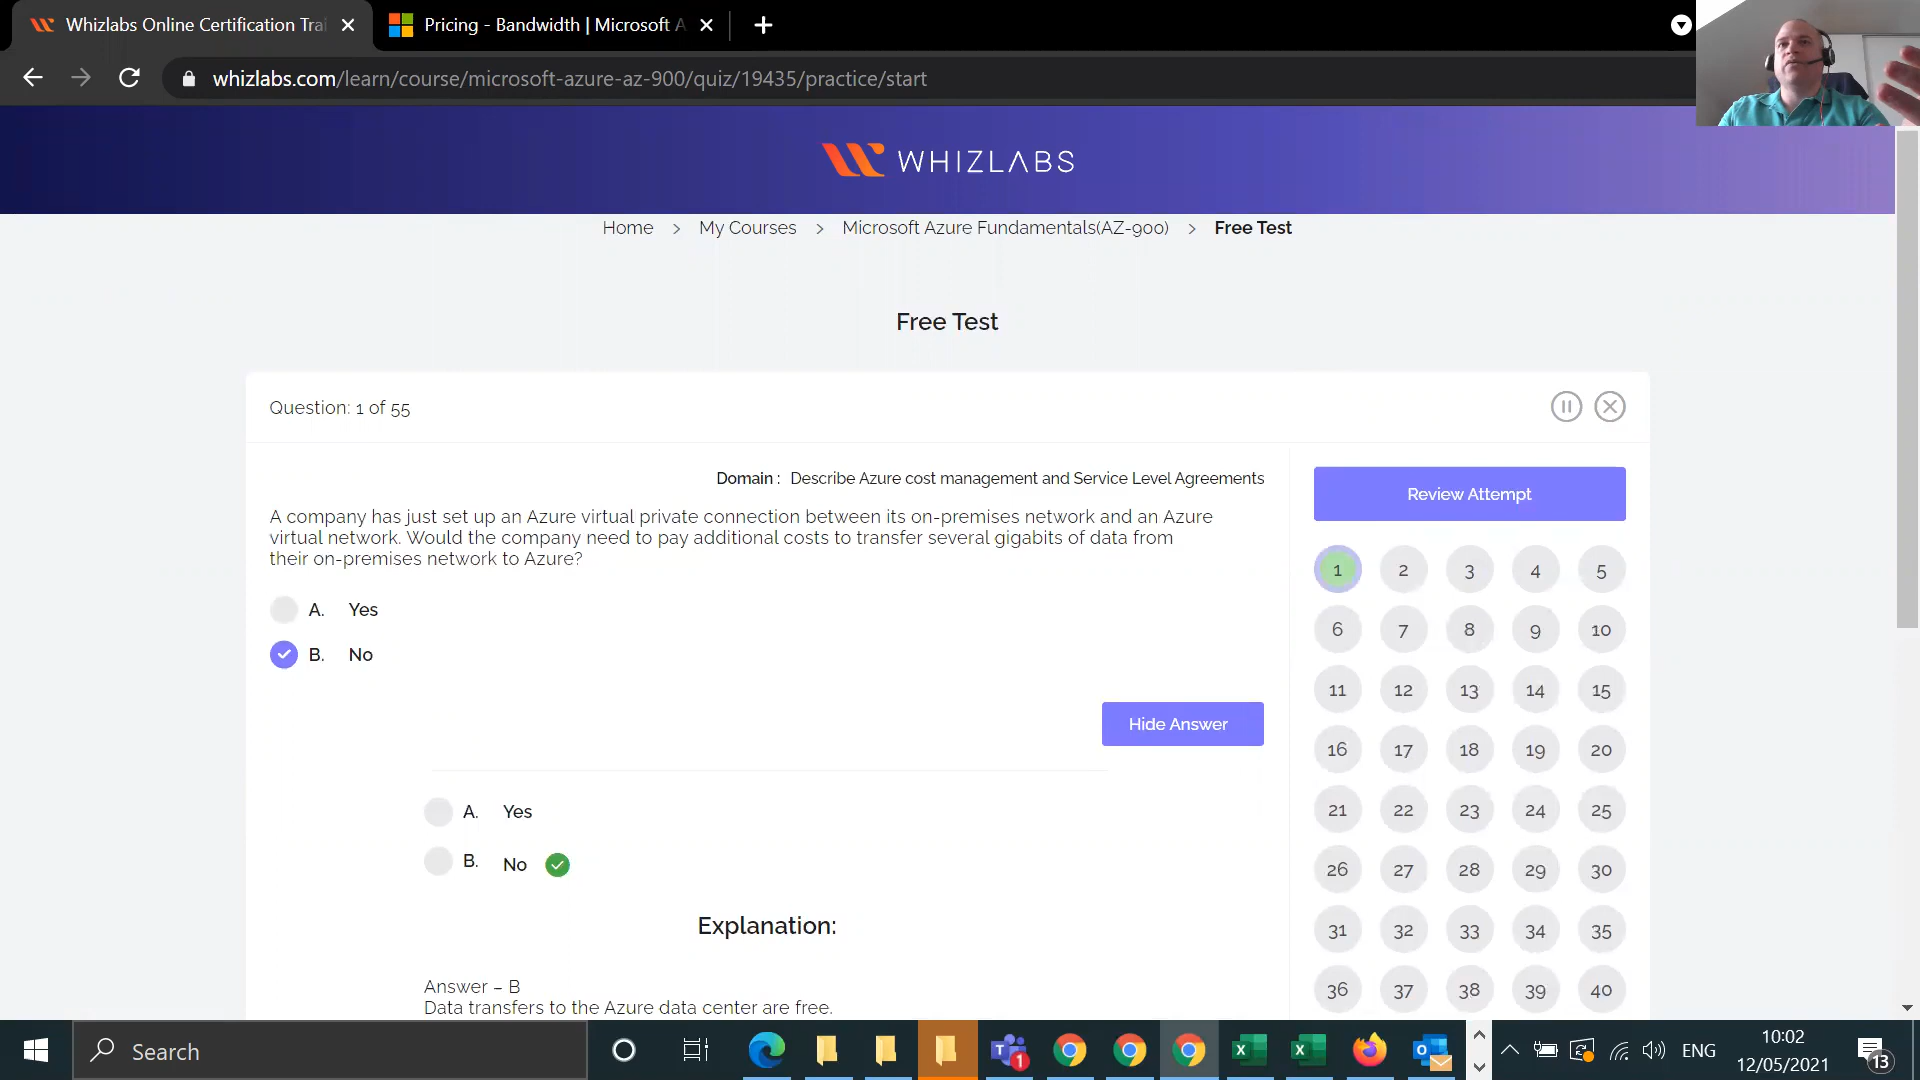 Whizlabs Online Certification Trai
Pricing - Bandwidth | Microsoft A
whizlabs.com/learn/course/microsoft-azure-az-900/quiz/19435/practice/start
WHIZLABS
Home > My Courses > Microsoft Azure Fundamentals(AZ-900) > Free Test
Free Test
Question: 1 of 55
Domain : Describe Azure cost management and Service Level Agreements
A company has just set up an Azure virtual private connection between its on-premises network and an Azure
virtual network. Would the company need to pay additional costs to transfer several gigabits of data from
their on-premises network to Azure?
A. Yes
B. No
Hide Answer
A. Yes
B. No
Explanation:
Answer – B
Data transfers to the Azure data center are free.
Review Attempt
1 2 3 4 5
6 7 8 9 10
11 12 13 14 15
16 17 18 19 20
21 22 23 24 25
26 27 28 29 30
31 32 33 34 35
36 37 38 39 40
Search
1
ENG
10:02
12/05/2021
13